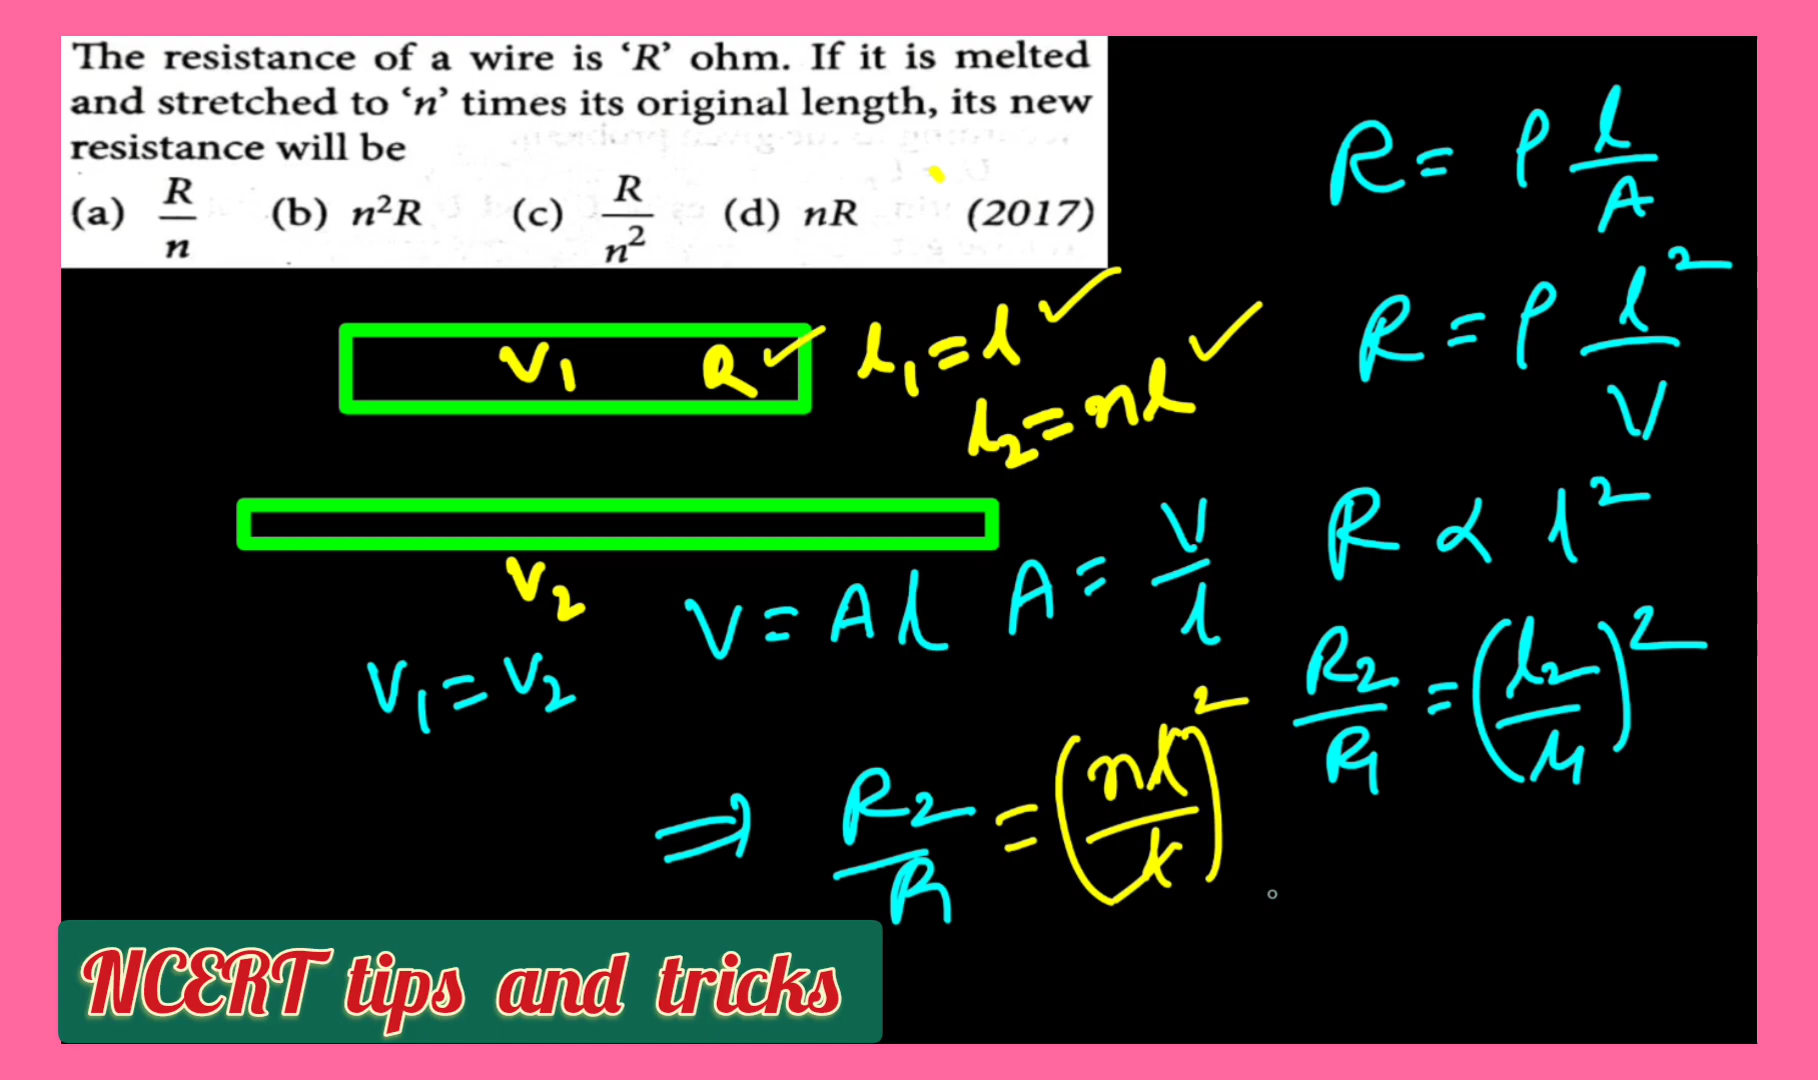 The resistance of a wire is ‘R’ ohm. If it is melted
and stretched to ‘n’ times its original length, its new
resistance will be
(a) R/n (b) n²R (c) R/n² (d) nR (2017)
V₁ R ✓ l₁ = l ✓
l₂ = nl ✓
V₂
V₁ = V₂
V = Al A = V/l
R = ρ l/A
R = ρ l²/V
R ∝ l²
R₂/R₁ = (l₂/l₁)²
⇒ R₂/R = (nl/l)²
NCERT tips and tricks